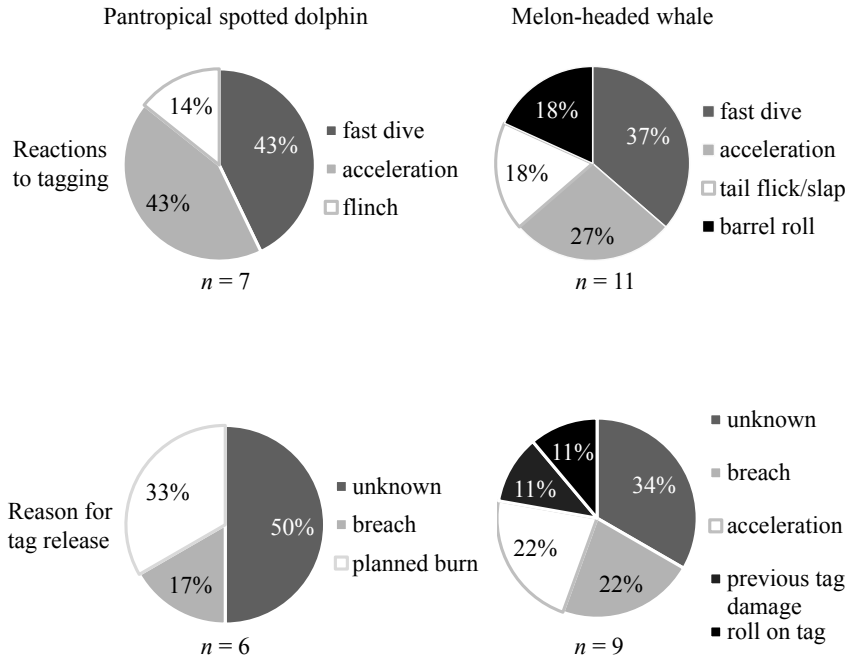 Pantropical spotted dolphin
Melon-headed whale
Reactions
to tagging
14%
43%
43%
fast dive
acceleration
flinch
n = 7
18%
37%
18%
27%
fast dive
acceleration
tail flick/slap
barrel roll
n = 11
Reason for
tag release
33%
50%
17%
unknown
breach
planned burn
n = 6
11%
34%
11%
22%
22%
unknown
breach
acceleration
previous tag
damage
roll on tag
n = 9